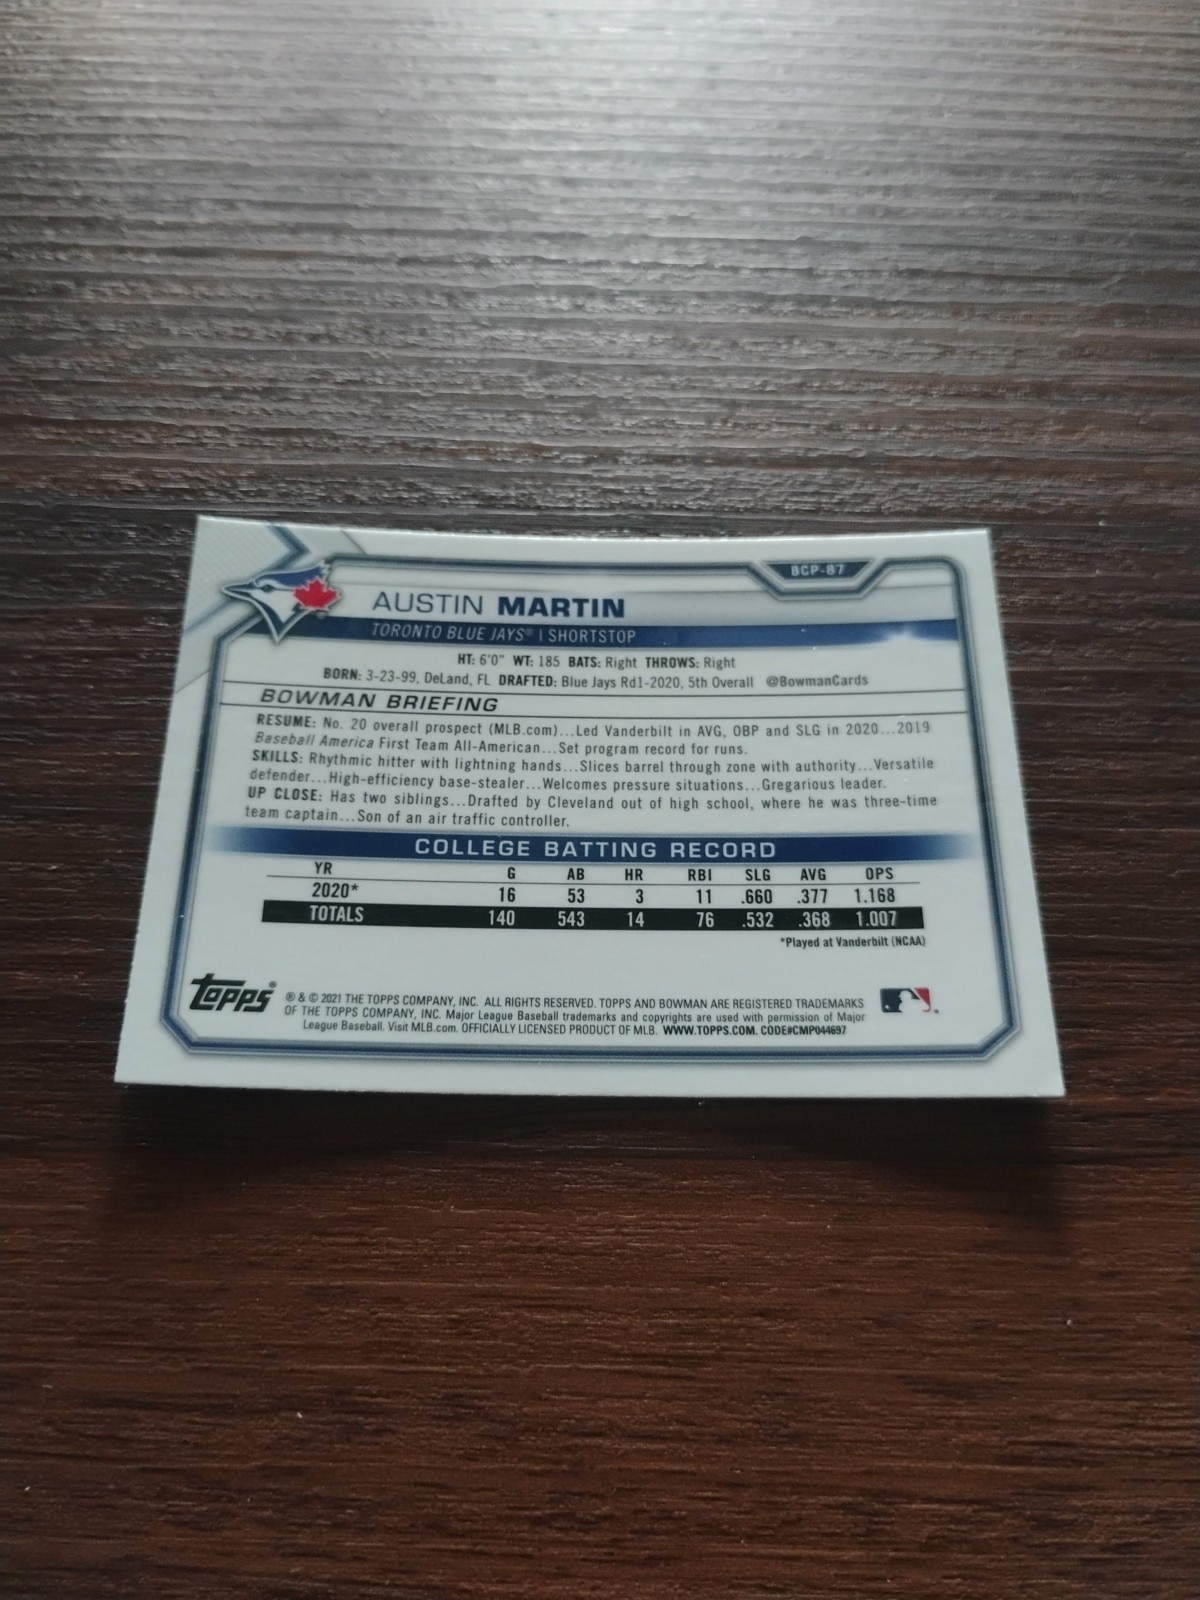 BCP-87
AUSTIN MARTIN
TORONTO BLUE JAYS® | SHORTSTOP
HT: 6'0" WT: 185 BATS: Right THROWS: Right
BORN: 3-23-99, DeLand, FL DRAFTED: Blue Jays Rd1-2020, 5th Overall @BowmanCards
BOWMAN BRIEFING
RESUME: No. 20 overall prospect (MLB.com)...Led Vanderbilt in AVG, OBP and SLG in 2020...2019
Baseball America First Team All-American...Set program record for runs.
SKILLS: Rhythmic hitter with lightning hands...Slices barrel through zone with authority...Versatile
defender...High-efficiency base-stealer...Welcomes pressure situations...Gregarious leader.
UP CLOSE: Has two siblings...Drafted by Cleveland out of high school, where he was three-time
team captain...Son of an air traffic controller.
COLLEGE BATTING RECORD
YR G AB HR RBI SLG AVG OPS
2020* 16 53 3 11 .660 .377 1.168
TOTALS 140 543 14 76 .532 .368 1.007
*Played at Vanderbilt (NCAA)
topps®
® & © 2021 THE TOPPS COMPANY, INC. ALL RIGHTS RESERVED. TOPPS AND BOWMAN ARE REGISTERED TRADEMARKS
OF THE TOPPS COMPANY, INC. Major League Baseball trademarks and copyrights are used with permission of Major
League Baseball. Visit MLB.com. OFFICIALLY LICENSED PRODUCT OF MLB. WWW.TOPPS.COM. CODE#CMP044697